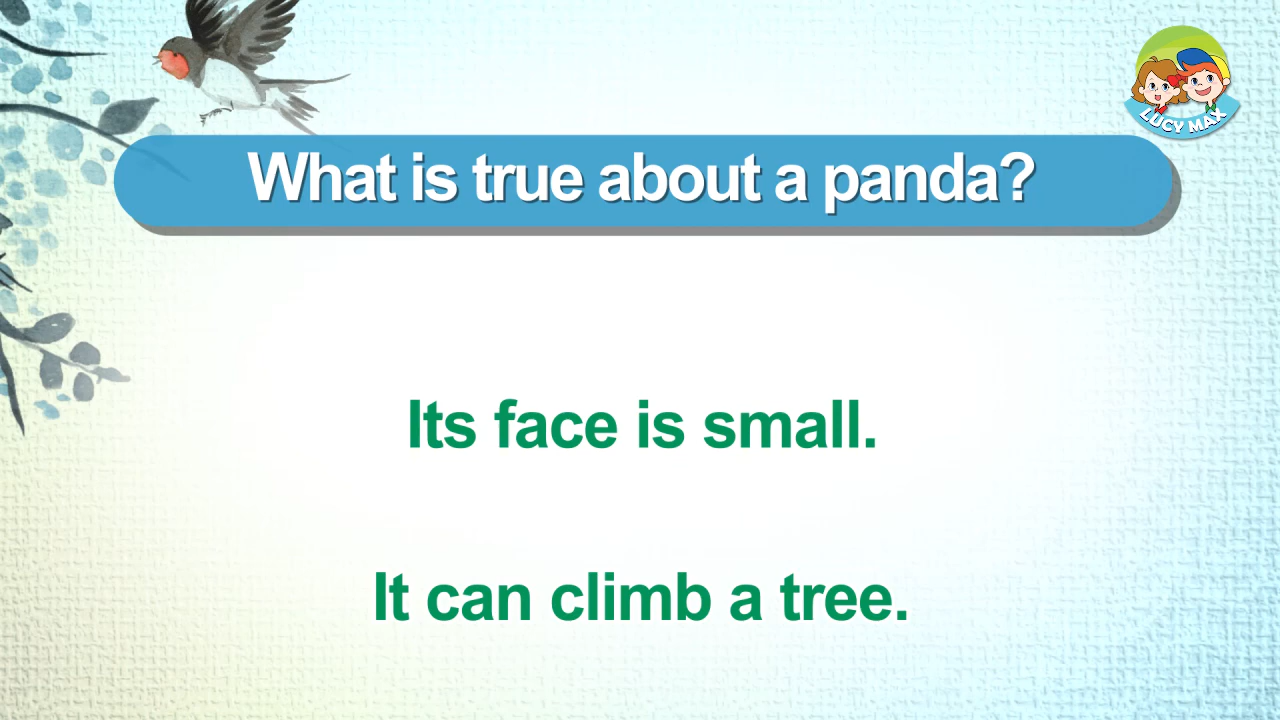 LUCY MAX
What is true about a panda?
Its face is small.
It can climb a tree.